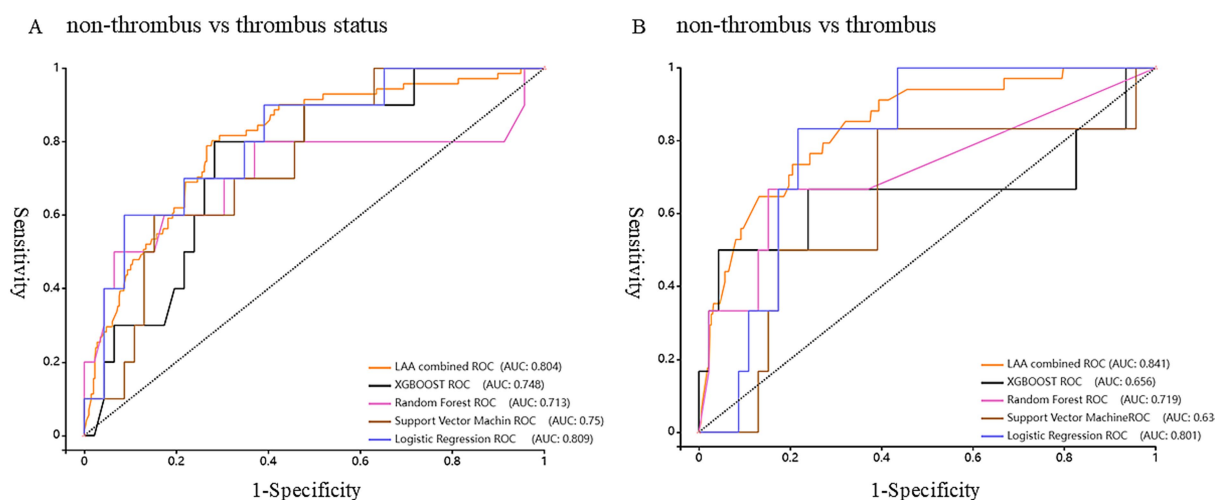 A non-thrombus vs thrombus status
1
0.8
0.6
0.4
0.2
0
Sensitivity
LAA combined ROC (AUC: 0.804)
XGBOOST ROC (AUC: 0.748)
Random Forest ROC (AUC: 0.713)
Support Vector Machin ROC (AUC: 0.75)
Logistic Regression ROC (AUC: 0.809)
0 0.2 0.4 0.6 0.8 1
1-Specificity
B non-thrombus vs thrombus
1
0.8
0.6
0.4
0.2
0
Sensitivity
LAA combined ROC (AUC: 0.841)
XGBOOST ROC (AUC: 0.656)
Random Forest ROC (AUC: 0.719)
Support Vector MachineROC (AUC: 0.63
Logistic Regression ROC (AUC: 0.801)
0 0.2 0.4 0.6 0.8 1
1-Specificity